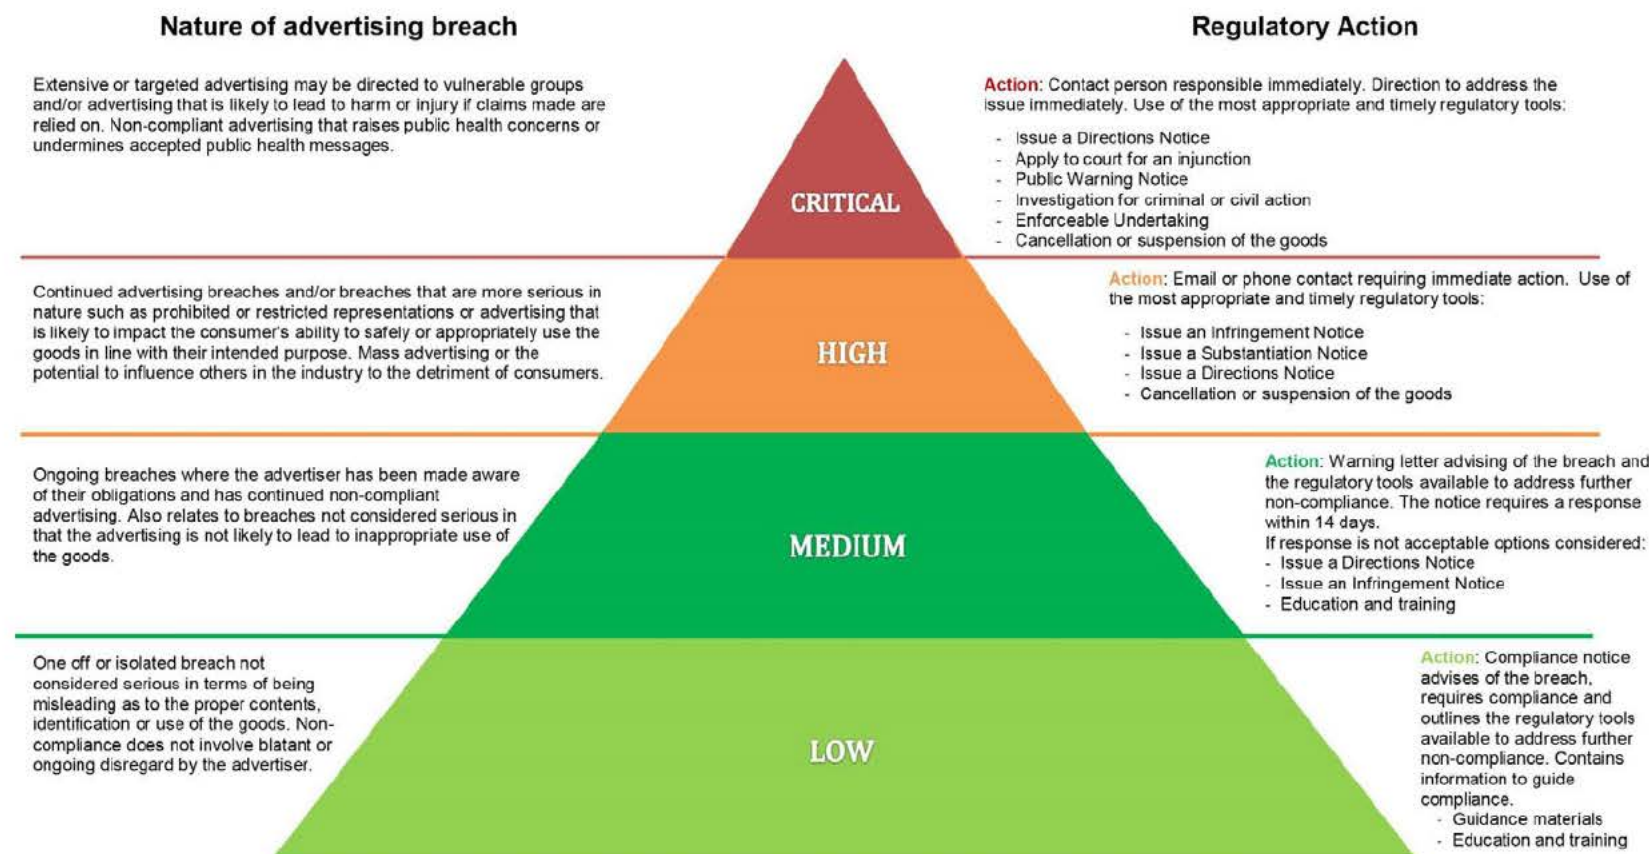 Nature of advertising breach
Regulatory Action
Extensive or targeted advertising may be directed to vulnerable groups
and/or advertising that is likely to lead to harm or injury if claims made are
relied on. Non-compliant advertising that raises public health concerns or
undermines accepted public health messages.
CRITICAL
Action: Contact person responsible immediately. Direction to address the
issue immediately. Use of the most appropriate and timely regulatory tools:
- Issue a Directions Notice
- Apply to court for an injunction
- Public Warning Notice
- Investigation for criminal or civil action
- Enforceable Undertaking
- Cancellation or suspension of the goods
Continued advertising breaches and/or breaches that are more serious in
nature such as prohibited or restricted representations or advertising that
is likely to impact the consumer's ability to safely or appropriately use the
goods in line with their intended purpose. Mass advertising or the
potential to influence others in the industry to the detriment of consumers.
HIGH
Action: Email or phone contact requiring immediate action. Use of
the most appropriate and timely regulatory tools:
- Issue an Infringement Notice
- Issue a Substantiation Notice
- Issue a Directions Notice
- Cancellation or suspension of the goods
Ongoing breaches where the advertiser has been made aware
of their obligations and has continued non-compliant
advertising. Also relates to breaches not considered serious in
that the advertising is not likely to lead to inappropriate use of
the goods.
MEDIUM
Action: Warning letter advising of the breach and
the regulatory tools available to address further
non-compliance. The notice requires a response
within 14 days.
If response is not acceptable options considered:
- Issue a Directions Notice
- Issue an Infringement Notice
- Education and training
One off or isolated breach not
considered serious in terms of being
misleading as to the proper contents,
identification or use of the goods. Non-
compliance does not involve blatant or
ongoing disregard by the advertiser.
LOW
Action: Compliance notice
advises of the breach,
requires compliance and
outlines the regulatory tools
available to address further
non-compliance. Contains
information to guide
compliance.
- Guidance materials
- Education and training